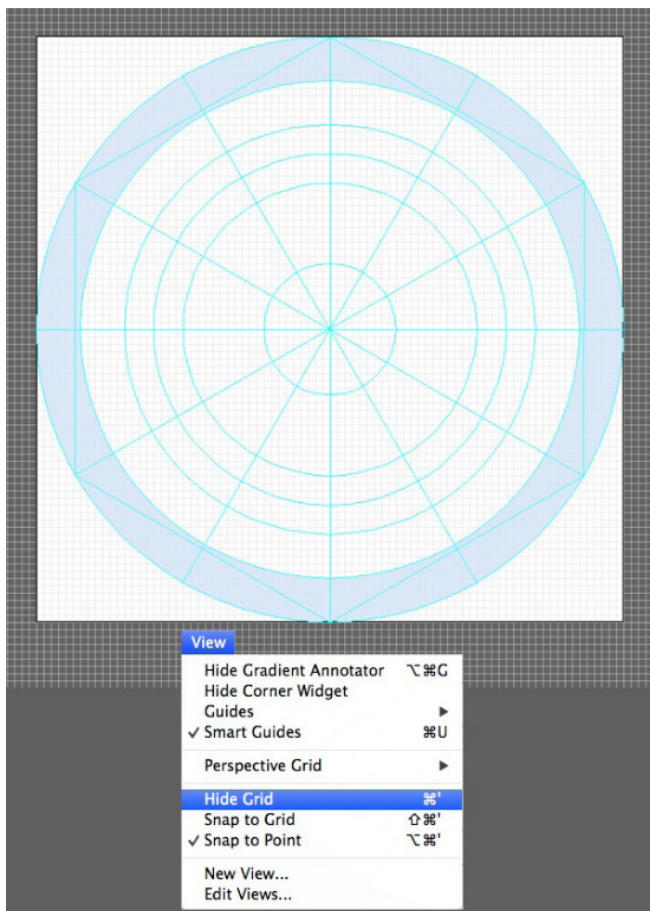 View
Hide Gradient Annotator ⌥⌘G
Hide Corner Widget
Guides ▶
✓ Smart Guides ⌘U
Perspective Grid ▶
Hide Grid ⌘'
Snap to Grid ⇧⌘'
✓ Snap to Point ⌥⌘'
New View...
Edit Views...